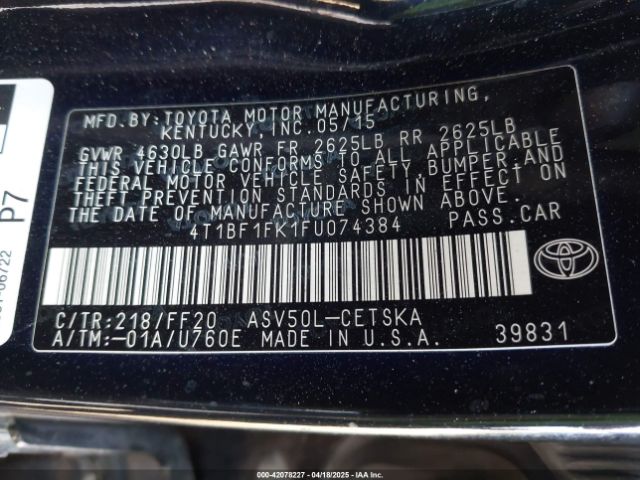 MFD. BY: TOYOTA MOTOR MANUFACTURING,
KENTUCKY, INC. 05/15
GVWR 4630LB GAWR FR 2625LB RR 2625LB
THIS VEHICLE CONFORMS TO ALL APPLICABLE
FEDERAL MOTOR VEHICLE SAFETY, BUMPER, AND
THEFT PREVENTION STANDARDS IN EFFECT ON
THE DATE OF MANUFACTURE SHOWN ABOVE.
4T1BF1FK1FU074384 PASS. CAR
C/TR: 218/FF20 ASV50L-CETSKA
A/TM: -01A/U760E MADE IN U.S.A. 39831
P7
000-42078227 - 04/18/2025 - IAAI.COM